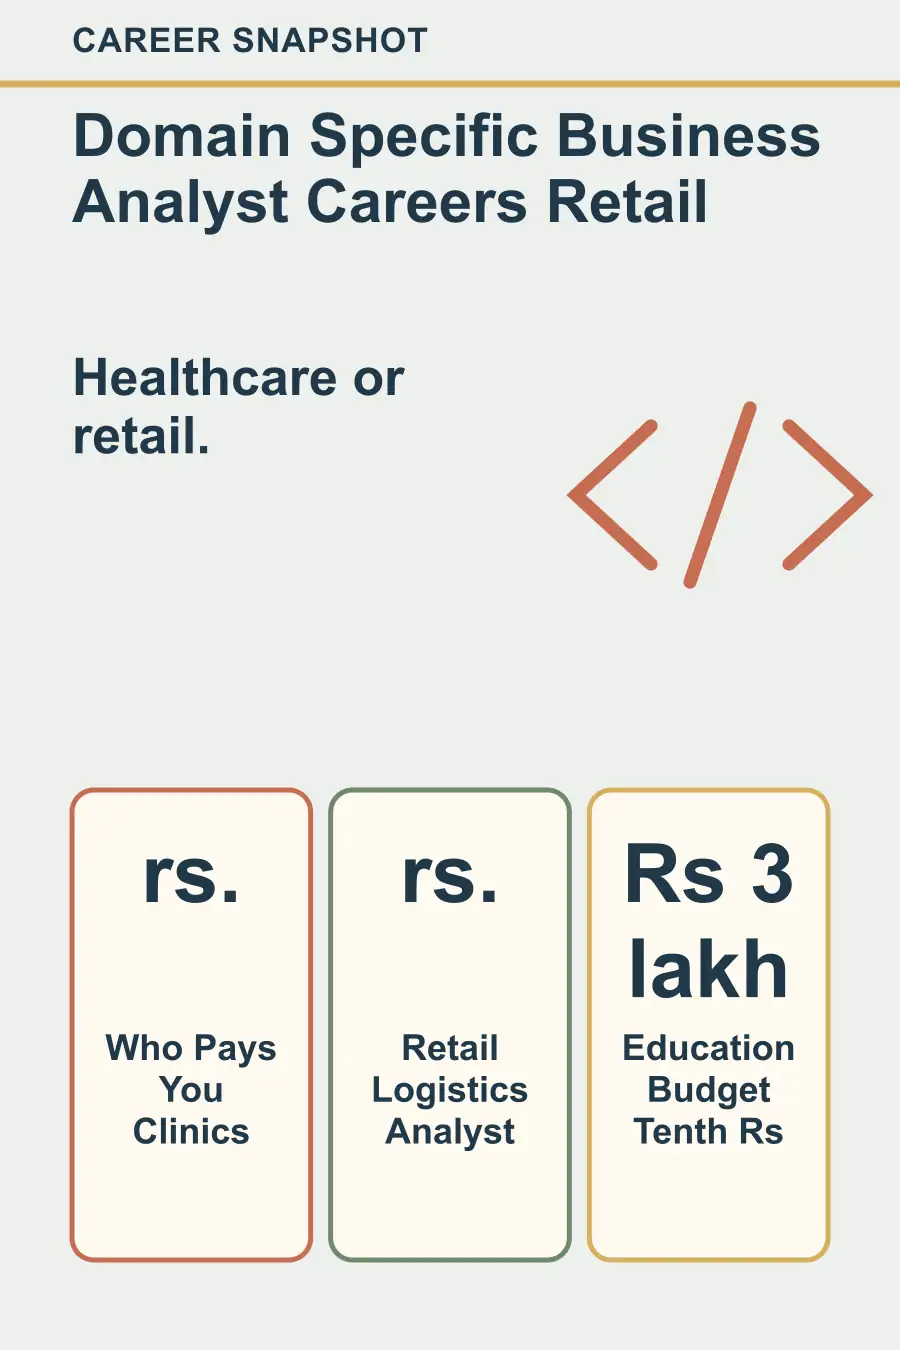 CAREER SNAPSHOT
Domain Specific Business
Analyst Careers Retail
Healthcare or
retail.
rs.
Who Pays
You
Clinics
rs.
Retail
Logistics
Analyst
Rs 3
lakh
Education
Budget
Tenth Rs